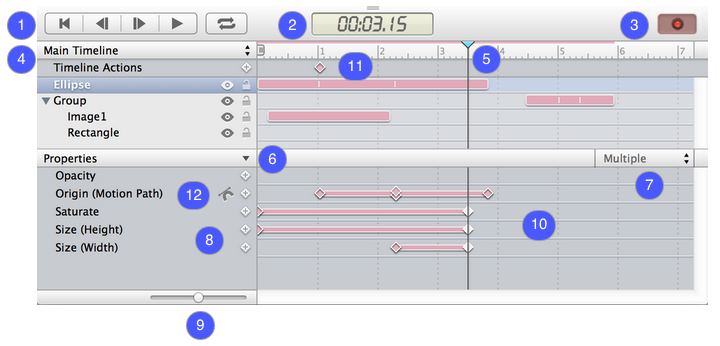 1
2
00:03.15
3
4
Main Timeline
1 2 3 4 5 6 7
5
Timeline Actions
11
Ellipse
Group
Image1
Rectangle
Properties
6
Multiple
7
Opacity
Origin (Motion Path)
12
Saturate
8
10
Size (Height)
Size (Width)
9